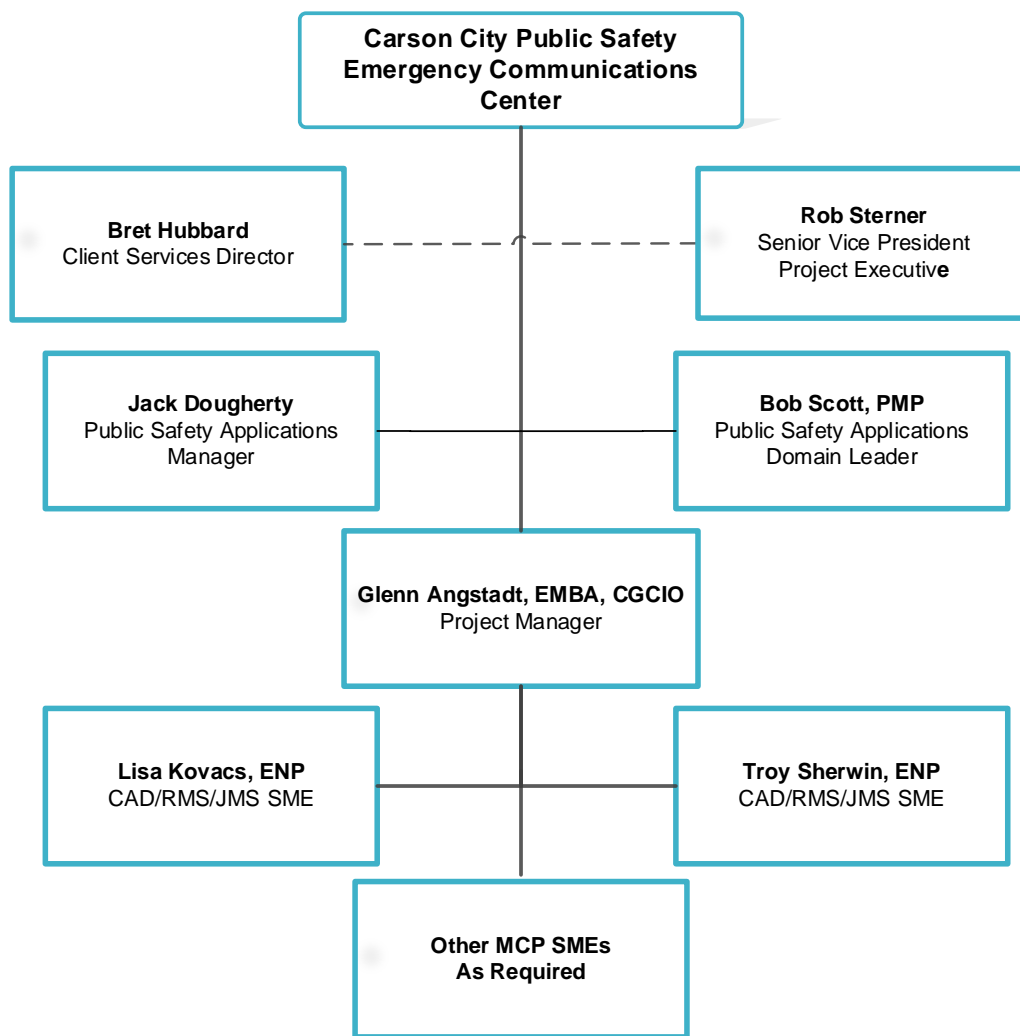 Carson City Public Safety
Emergency Communications
Center
Bret Hubbard
Client Services Director
Rob Sterner
Senior Vice President
Project Executive
Jack Dougherty
Public Safety Applications
Manager
Bob Scott, PMP
Public Safety Applications
Domain Leader
Glenn Angstadt, EMBA, CGCIO
Project Manager
Lisa Kovacs, ENP
CAD/RMS/JMS SME
Troy Sherwin, ENP
CAD/RMS/JMS SME
Other MCP SMEs
As Required